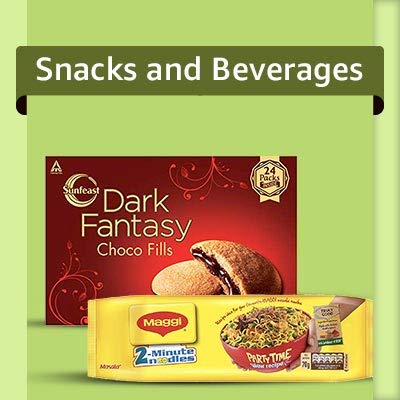 Snacks and Beverages
24
Packs
Sunfeast
Dark
Fantasy
Choco Fills
Maggi
2-Minute
noodles
PARTY TIME
Masala